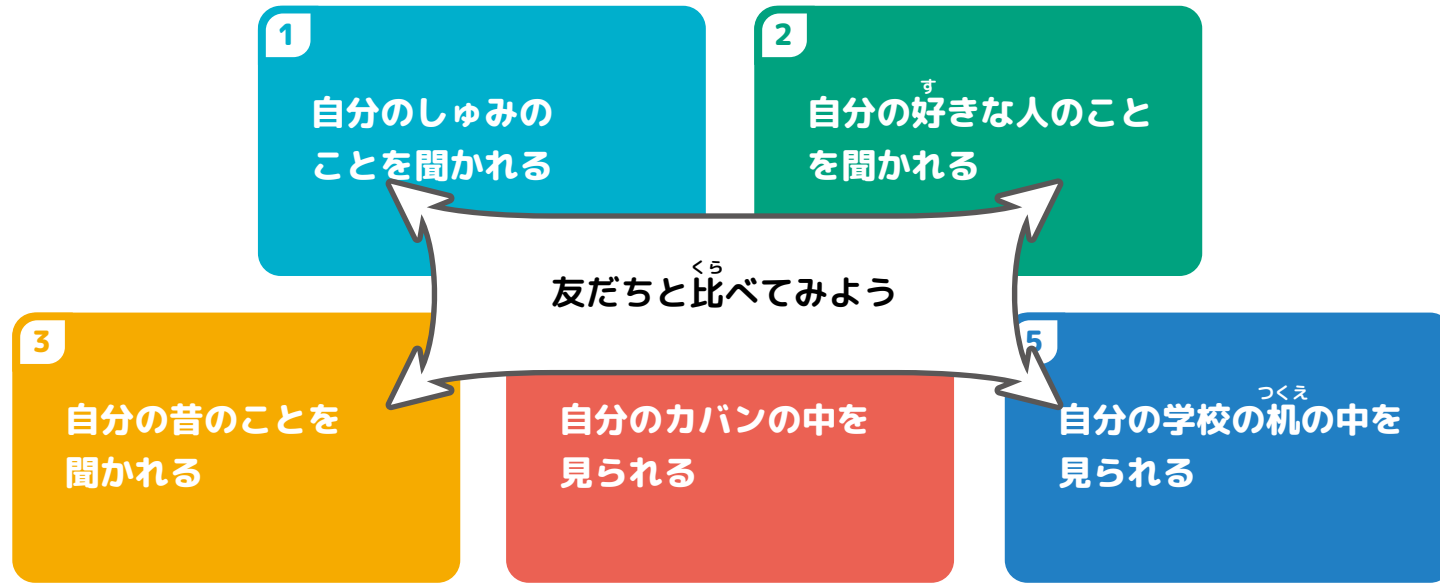 1
自分のしゅみの
ことを聞かれる
2
自分の好きな人のこと
す
を聞かれる
友だちと比べてみよう
くら
3
自分の昔のことを
聞かれる
自分のカバンの中を
見られる
5
自分の学校の机の中を
つくえ
見られる